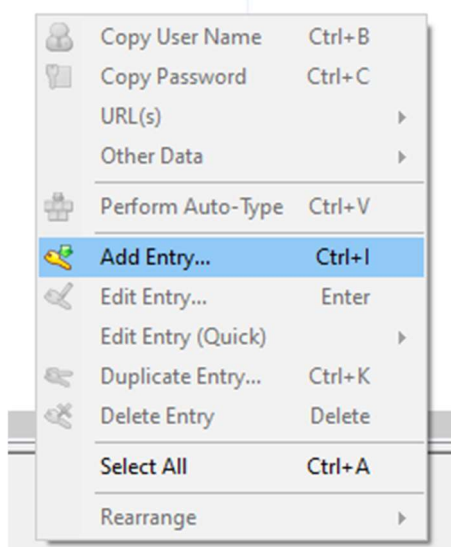 Copy User Name Ctrl+B
Copy Password Ctrl+C
URL(s)
Other Data
Perform Auto-Type Ctrl+V
Add Entry... Ctrl+I
Edit Entry... Enter
Edit Entry (Quick)
Duplicate Entry... Ctrl+K
Delete Entry Delete
Select All Ctrl+A
Rearrange